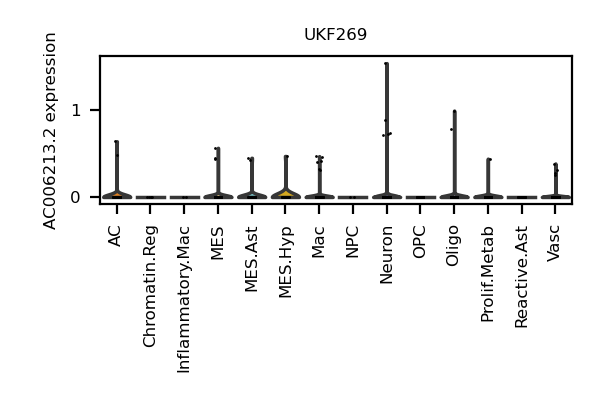 UKF269
AC006213.2 expression
1
0
AC
Chromatin.Reg
Inflammatory.Mac
MES
MES.Ast
MES.Hyp
Mac
NPC
Neuron
OPC
Oligo
Prolif.Metab
Reactive.Ast
Vasc